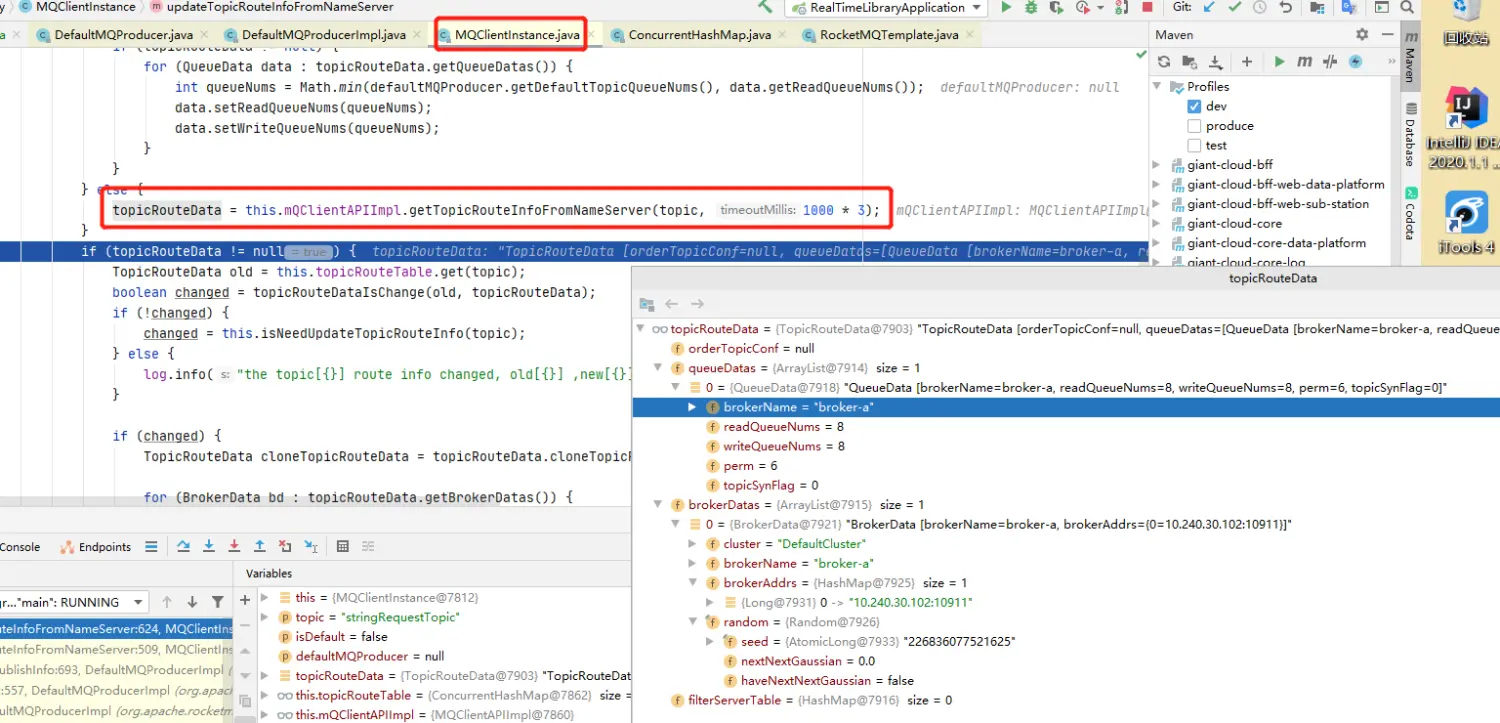 MQClientInstance
updateTopicRouteInfoFromNameServer
RealTimeLibraryApplication
Git:
DefaultMQProducer.java
DefaultMQProducerImpl.java
MQClientInstance.java
ConcurrentHashMap.java
RocketMQTemplate.java
Maven
回收站
for (QueueData data : topicRouteData.getQueueDatas()) {
int queueNums = Math.min(defaultMQProducer.getDefaultTopicQueueNums(), data.getReadQueueNums()); defaultMQProducer: null
data.setReadQueueNums(queueNums);
data.setWriteQueueNums(queueNums);
}
}
} else {
topicRouteData = this.mQClientAPIImpl.getTopicRouteInfoFromNameServer(topic, timeoutMillis: 1000 * 3); mQClientAPIImpl: MQClientAPIImpl@
}
if (topicRouteData != null = true ) { topicRouteData: "TopicRouteData [orderTopicConf=null, queueDatas=[QueueData [brokerName=broker-a, r
TopicRouteData old = this.topicRouteTable.get(topic);
boolean changed = topicRouteDataIsChange(old, topicRouteData);
if (!changed) {
changed = this.isNeedUpdateTopicRouteInfo(topic);
} else {
log.info( s: "the topic[{}] route info changed, old[{}] ,new[{}]
}
if (changed) {
TopicRouteData cloneTopicRouteData = topicRouteData.cloneTopicR
for (BrokerData bd : topicRouteData.getBrokerDatas()) {
Profiles
dev
produce
test
giant-cloud-bff
giant-cloud-bff-web-data-platform
giant-cloud-bff-web-sub-station
giant-cloud-core
giant-cloud-core-data-platform
giant-cloud-core-log
Maven
Database
Codota
IntelliJ IDEA
2020.1.1 ...
iTools 4
topicRouteData
topicRouteData = {TopicRouteData@7903} "TopicRouteData [orderTopicConf=null, queueDatas=[QueueData [brokerName=broker-a, readQueue
orderTopicConf = null
queueDatas = {ArrayList@7914} size = 1
0 = {QueueData@7918} "QueueData [brokerName=broker-a, readQueueNums=8, writeQueueNums=8, perm=6, topicSynFlag=0]"
brokerName = "broker-a"
readQueueNums = 8
writeQueueNums = 8
perm = 6
topicSynFlag = 0
brokerDatas = {ArrayList@7915} size = 1
0 = {BrokerData@7921} "BrokerData [brokerName=broker-a, brokerAddrs={0=10.240.30.102:10911}]"
cluster = "DefaultCluster"
brokerName = "broker-a"
brokerAddrs = {HashMap@7925} size = 1
{Long@7931} 0 -> "10.240.30.102:10911"
random = {Random@7926}
seed = {AtomicLong@7933} "226836077521625"
nextNextGaussian = 0.0
haveNextNextGaussian = false
filterServerTable = {HashMap@7916} size = 0
Console
Endpoints
gr..."main": RUNNING
uteInfoFromNameServer:624, MQClientIns
uteInfoFromNameServer:509, MQClientIns
ublishInfo:693, DefaultMQProducerImpl
:557, DefaultMQProducerImpl (org.apac
aultMQProducerImpl (org.apache.rocketm
Variables
this = {MQClientInstance@7812}
topic = "stringRequestTopic"
isDefault = false
defaultMQProducer = null
topicRouteData = {TopicRouteData@7903} "TopicRouteDat
this.topicRouteTable = {ConcurrentHashMap@7862} size =
this.mQClientAPIImpl = {MQClientAPIImpl@7860}